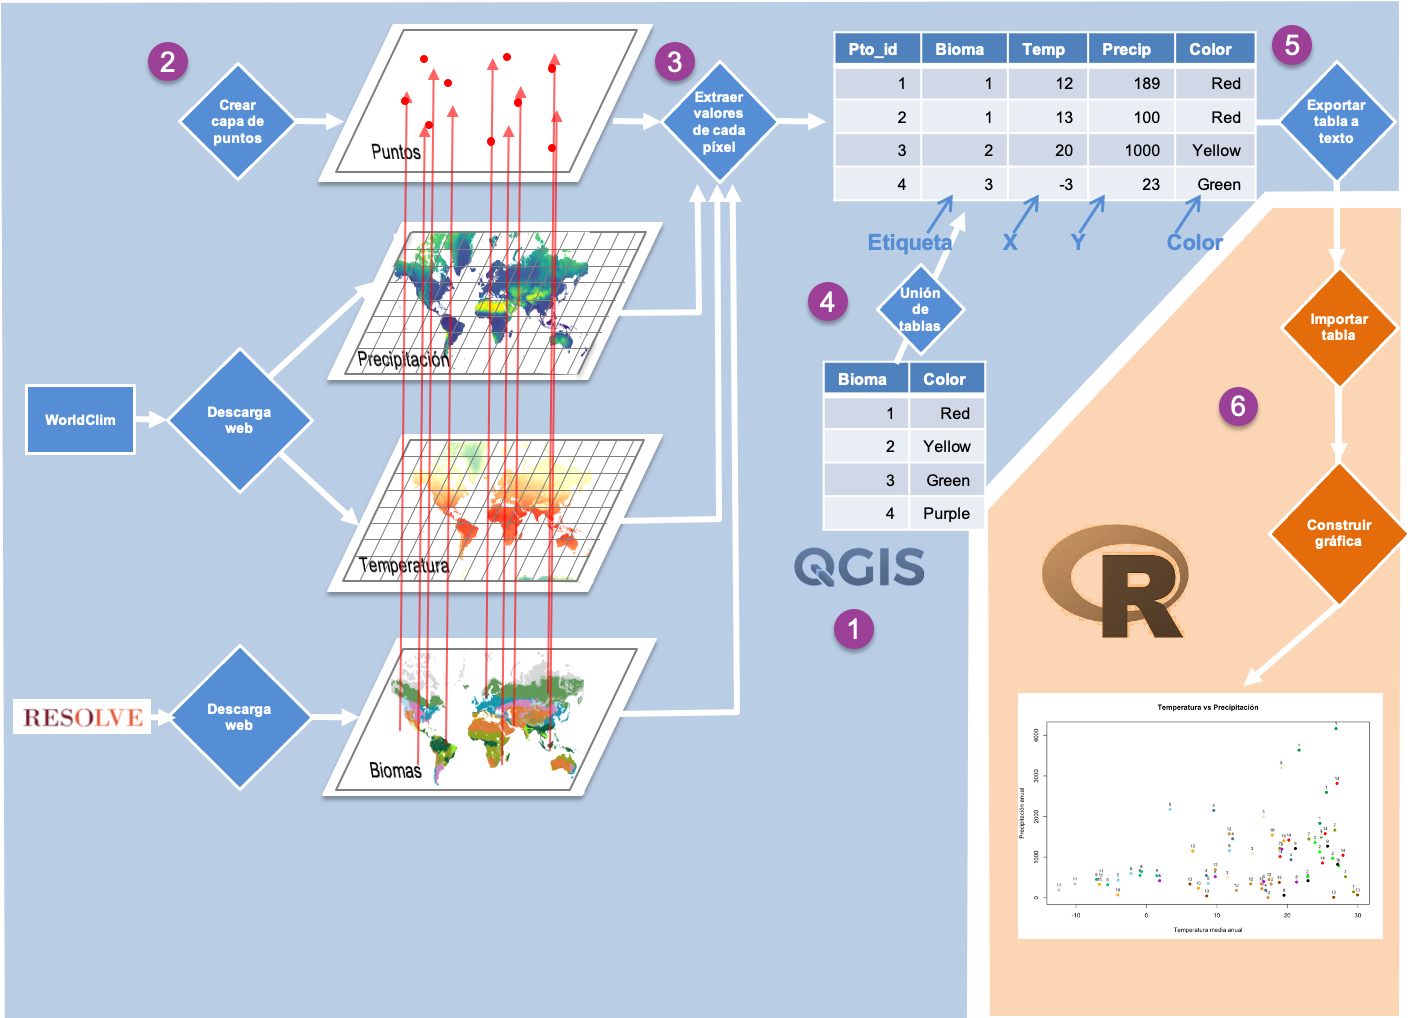 2
Crear
capa de
puntos
Puntos
3
Extraer
valores
de cada
píxel
Pto_id Bioma Temp Precip Color
1 1 12 189 Red
2 1 13 100 Red
3 2 20 1000 Yellow
4 3 -3 23 Green
Etiqueta X Y Color
5
Exportar
tabla a
texto
4
Unión
de
tablas
Bioma Color
1 Red
2 Yellow
3 Green
4 Purple
QGIS
1
WorldClim
Descarga
web
Precipitación
Temperatura
RESOLVE
Descarga
web
Biomas
Importar
tabla
6
Construir
gráfica
R
Temperatura vs Precipitación
Precipitación anual
4000
3000
2000
1000
0
-10 0 10 20 30
Temperatura media anual